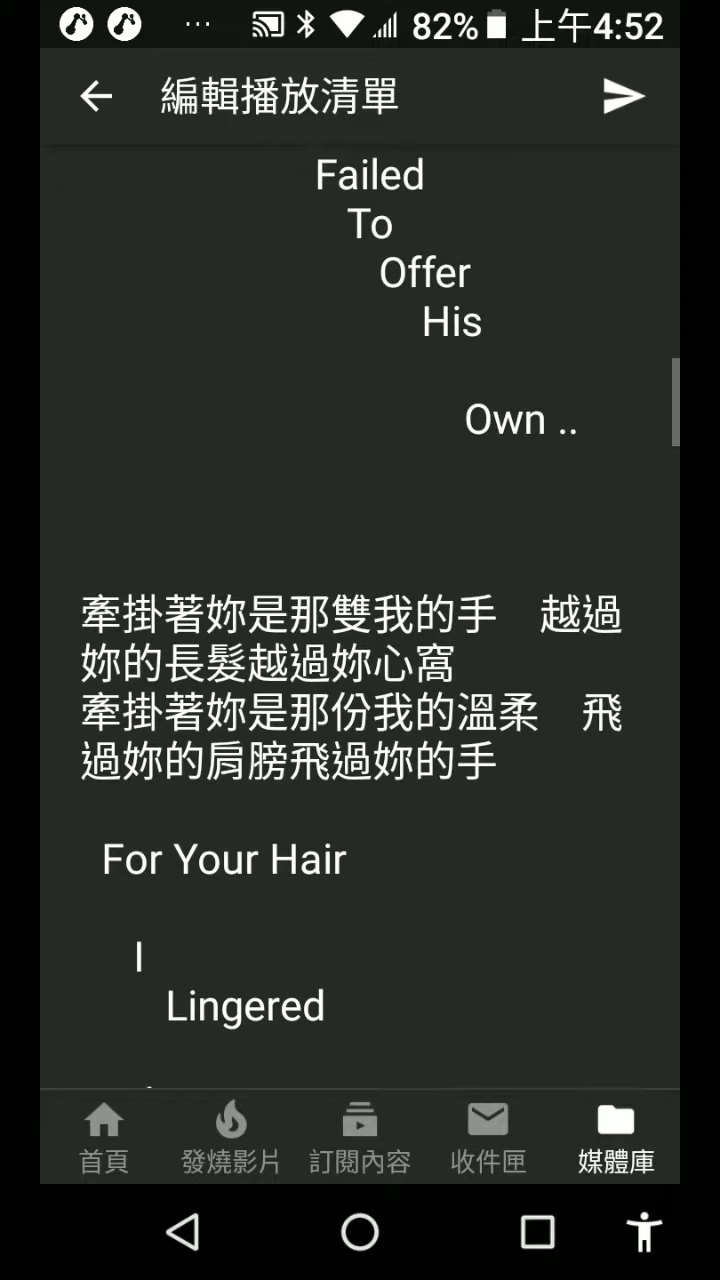 82% 上午4:52
編輯播放清單
Failed
To
Offer
His
Own ..
牽掛著妳是那雙我的手　越過
妳的長髮越過妳心窩
牽掛著妳是那份我的溫柔　飛
過妳的肩膀飛過妳的手
For Your Hair
I
Lingered
首頁 發燒影片 訂閱內容 收件匣 媒體庫